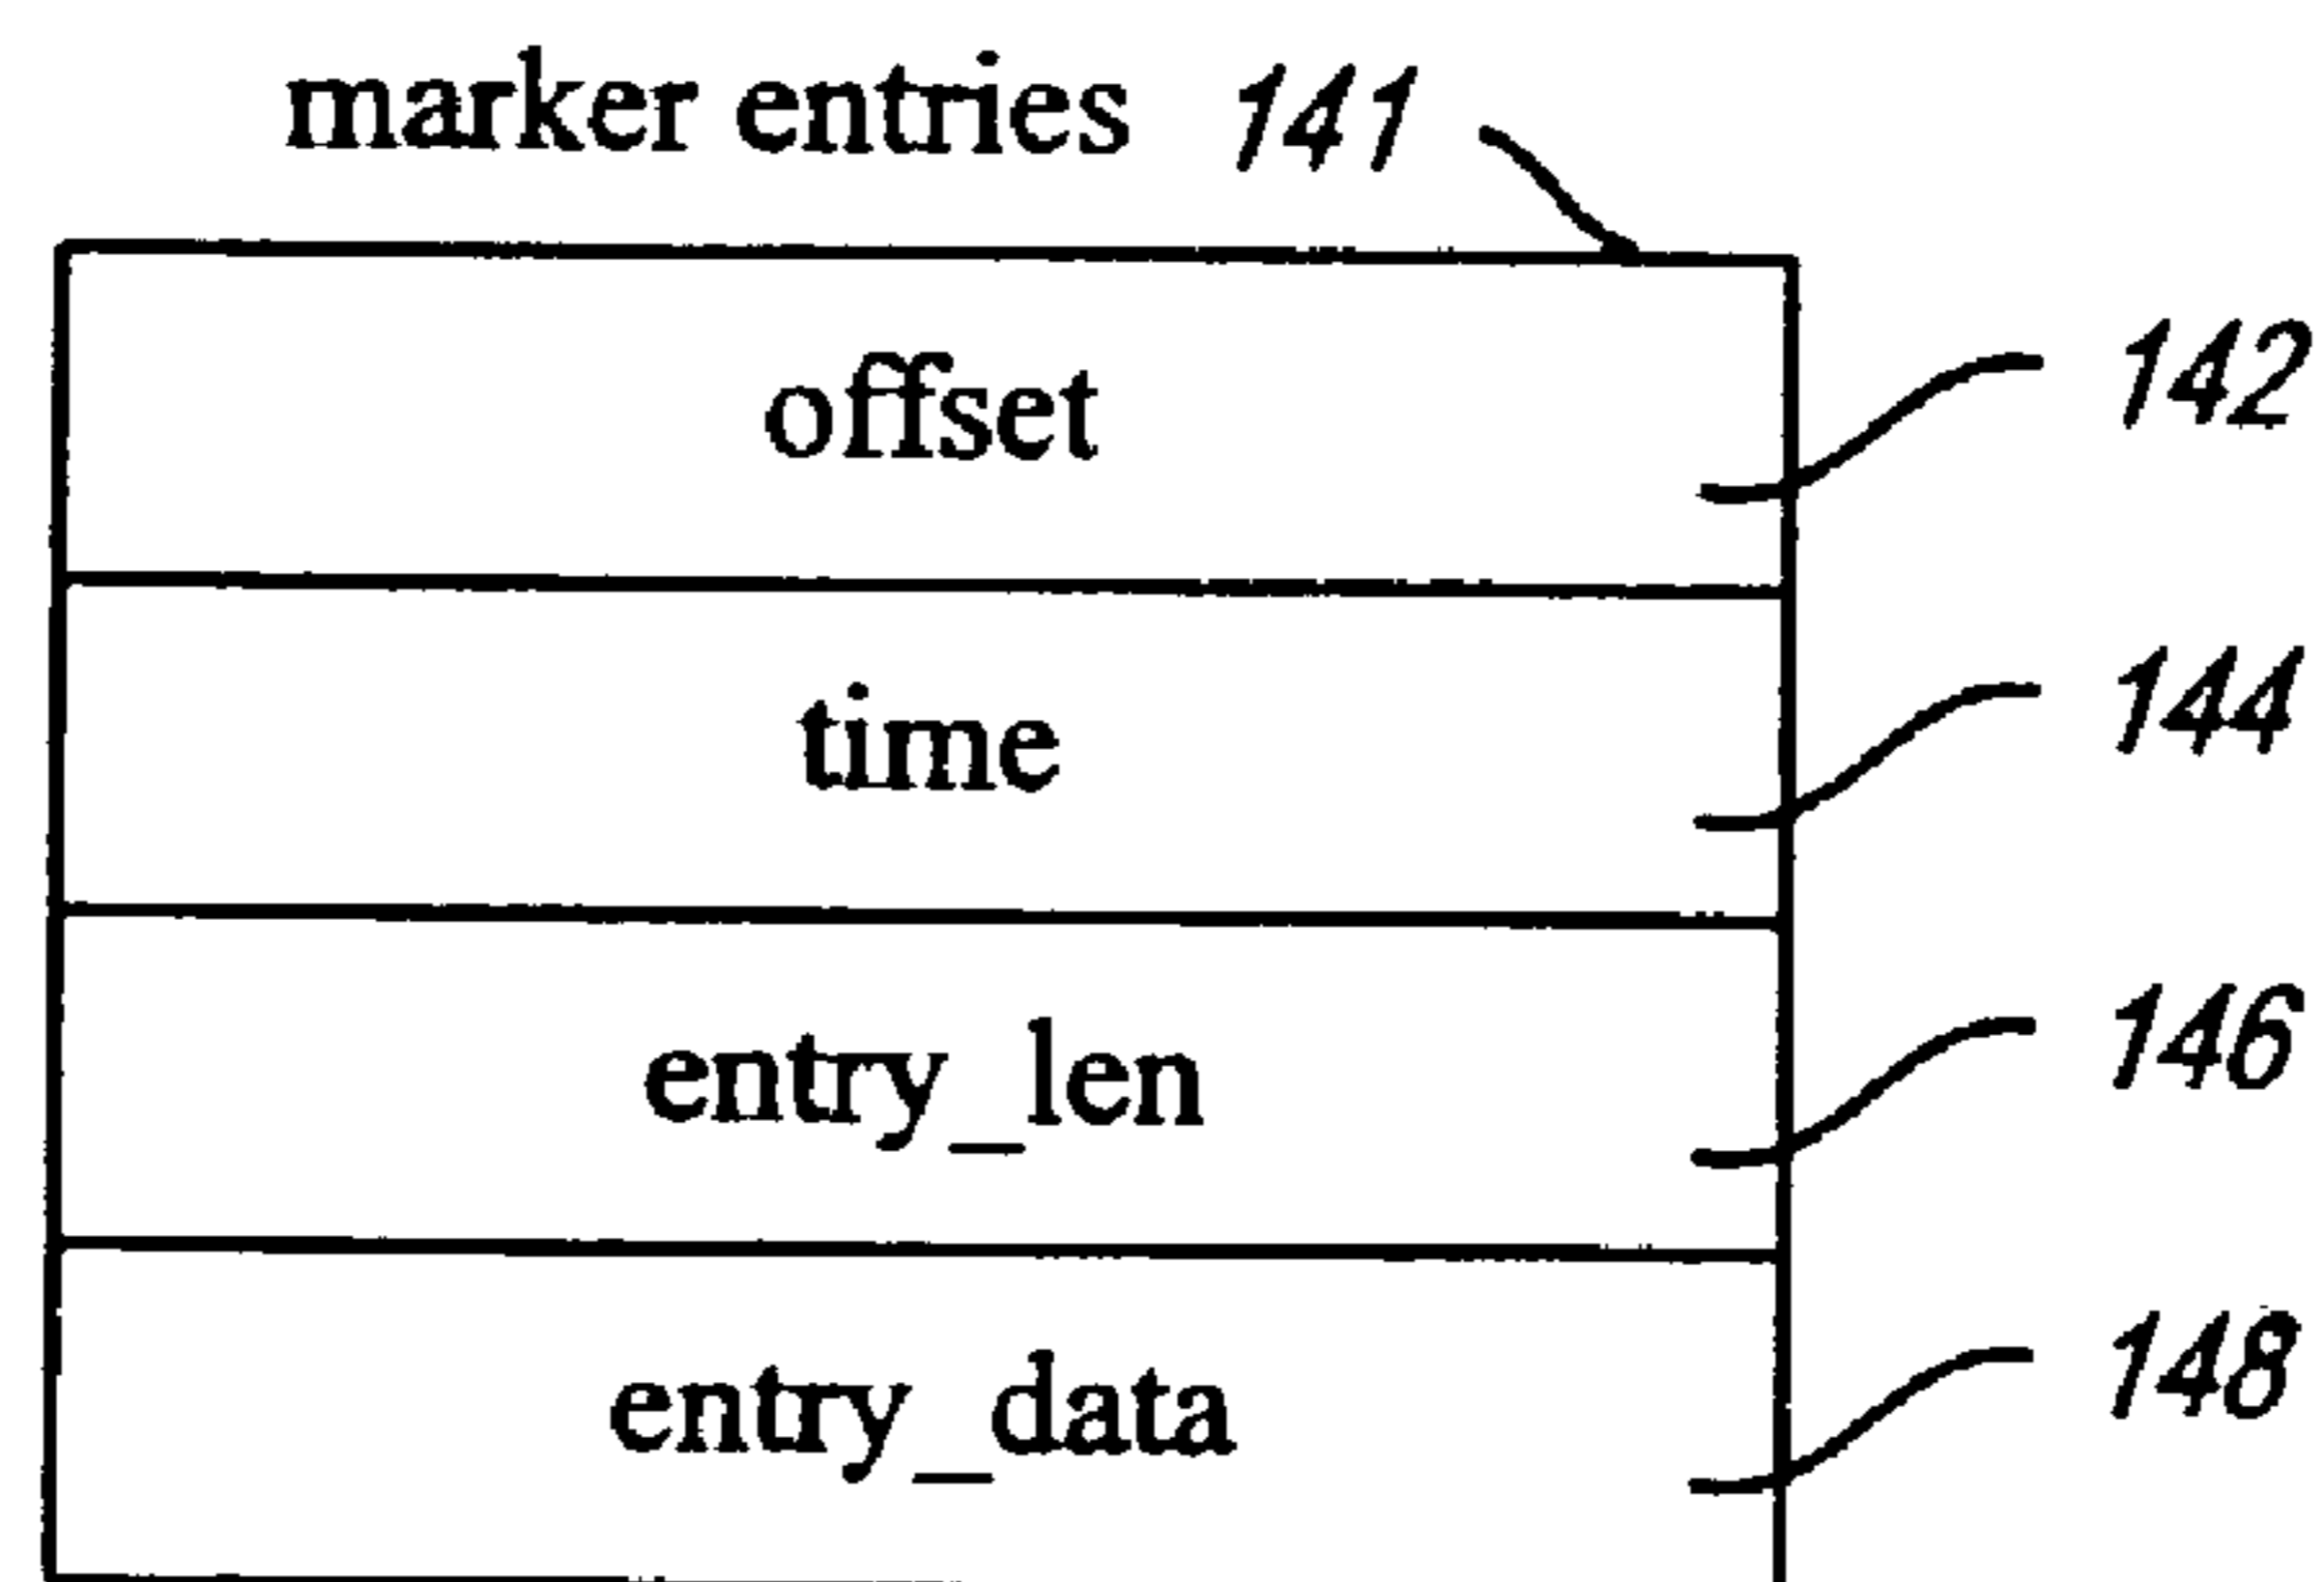 marker entries 141
offset 142
time 144
entry_len 146
entry_data 148